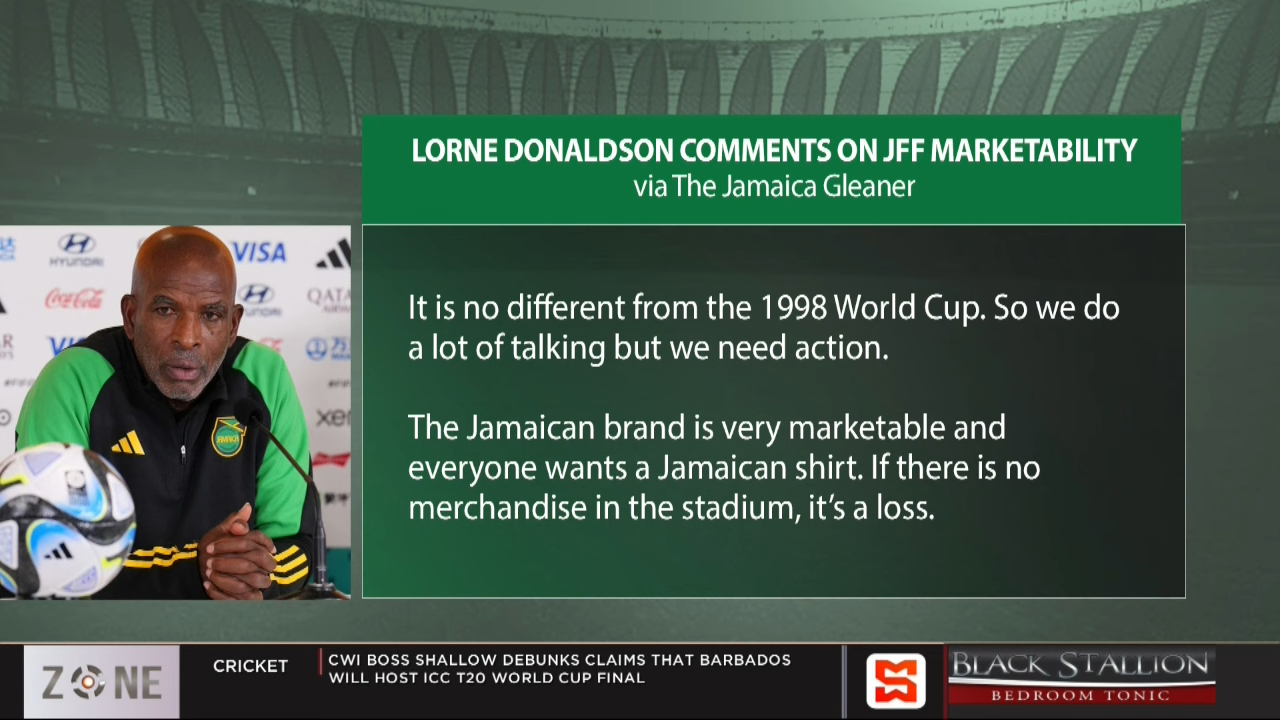 LORNE DONALDSON COMMENTS ON JFF MARKETABILITY
via The Jamaica Gleaner
HYUNDAI
VISA
Coca-Cola
HYUNDAI
QATAR
It is no different from the 1998 World Cup. So we do
a lot of talking but we need action.
The Jamaican brand is very marketable and
everyone wants a Jamaican shirt. If there is no
merchandise in the stadium, it’s a loss.
ZONE
CRICKET
CWI BOSS SHALLOW DEBUNKS CLAIMS THAT BARBADOS
WILL HOST ICC T20 WORLD CUP FINAL
BLACK STALLION
BEDROOM TONIC